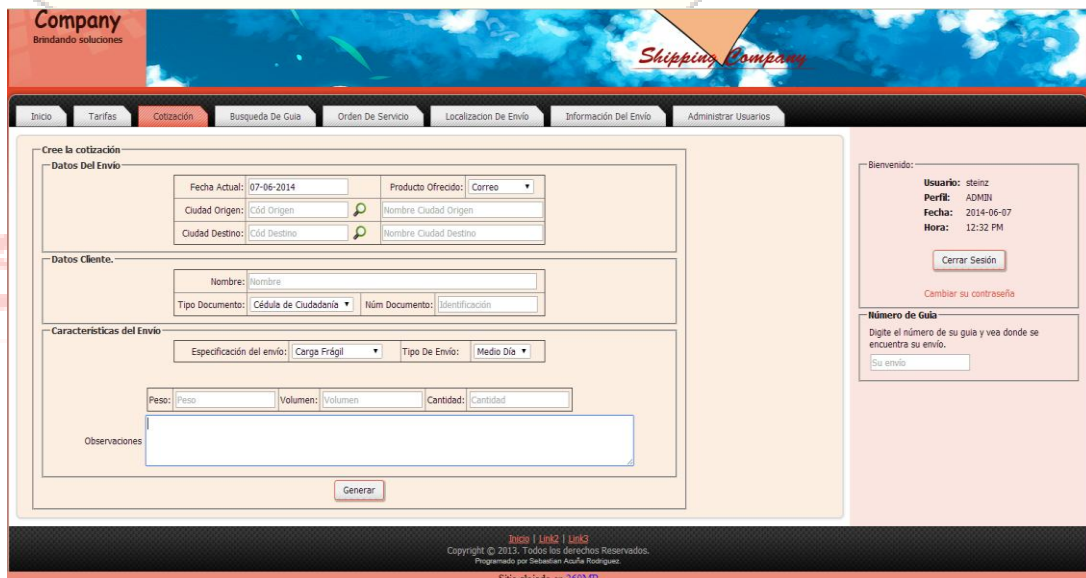 Company
Brindando soluciones
Shipping Company
Inicio Tarifas Cotización Busqueda De Guia Orden De Servicio Localizacion De Envío Información Del Envío Administrar Usuarios
Cree la cotización
Datos Del Envío
Fecha Actual: 07-06-2014 Producto Ofrecido: Correo
Ciudad Origen: Cód Origen Nombre Ciudad Origen
Ciudad Destino: Cód Destino Nombre Ciudad Destino
Datos Cliente.
Nombre: Nombre
Tipo Documento: Cédula de Ciudadanía Núm Documento: Identificación
Características del Envío
Especificación del envío: Carga Frágil Tipo De Envío: Medio Día
Peso: Peso Volumen: Volumen Cantidad: Cantidad
Observaciones
Generar
Bienvenido:
Usuario: steinz
Perfil: ADMIN
Fecha: 2014-06-07
Hora: 12:32 PM
Cerrar Sesión
Cambiar su contraseña
Número de Guia
Digite el número de su guia y vea donde se
encuentra su envío.
Su envío
Inicio | Link2 | Link3
Copyright © 2013. Todos los derechos Reservados.
Programado por Sebastian Acuña Rodriguez.